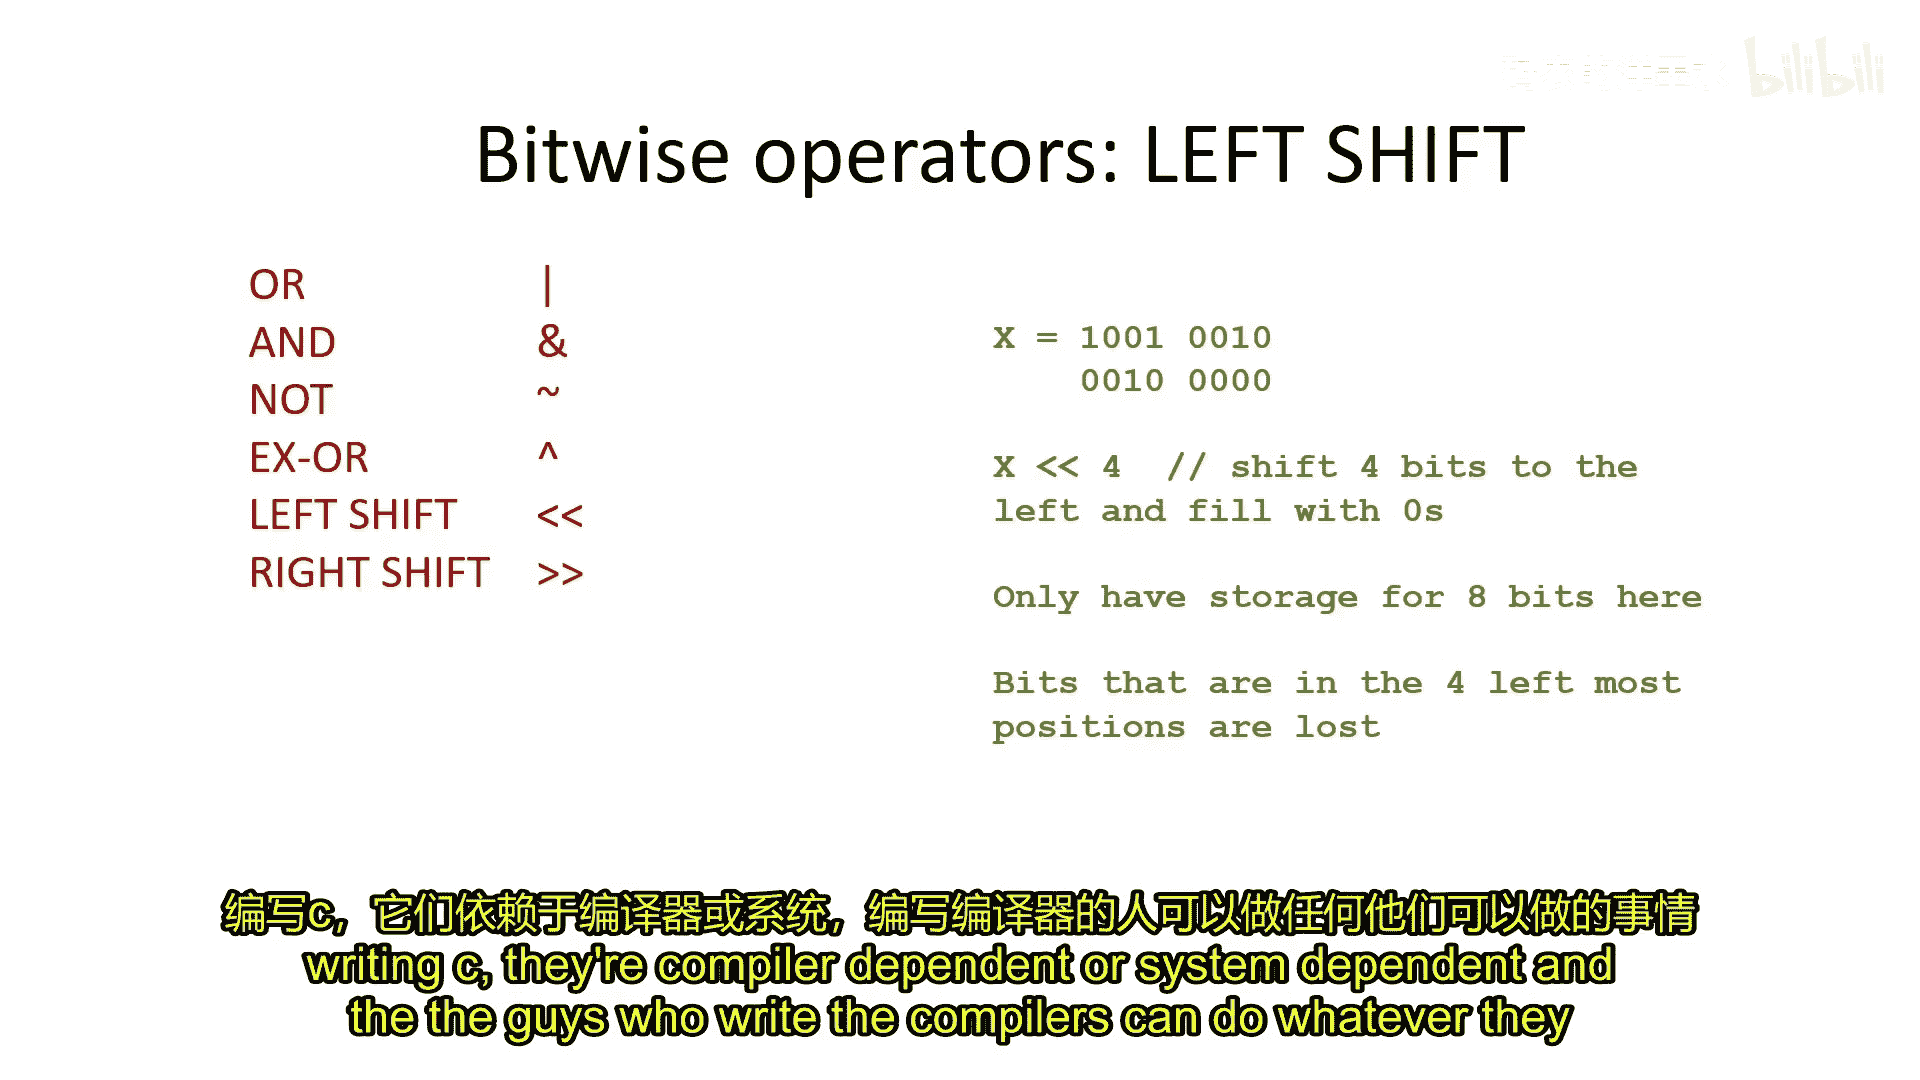 bilibili
Bitwise operators: LEFT SHIFT
OR |
AND &
NOT ~
EX-OR ^
LEFT SHIFT <<
RIGHT SHIFT >>
X = 1001 0010
0010 0000
X << 4 // shift 4 bits to the
left and fill with 0s
Only have storage for 8 bits here
Bits that are in the 4 left most
positions are lost
编写c，它们依赖于编译器或系统，编写编译器的人可以做任何他们可以做的事情
writing c, they're compiler dependent or system dependent and
the the guys who write the compilers can do whatever they